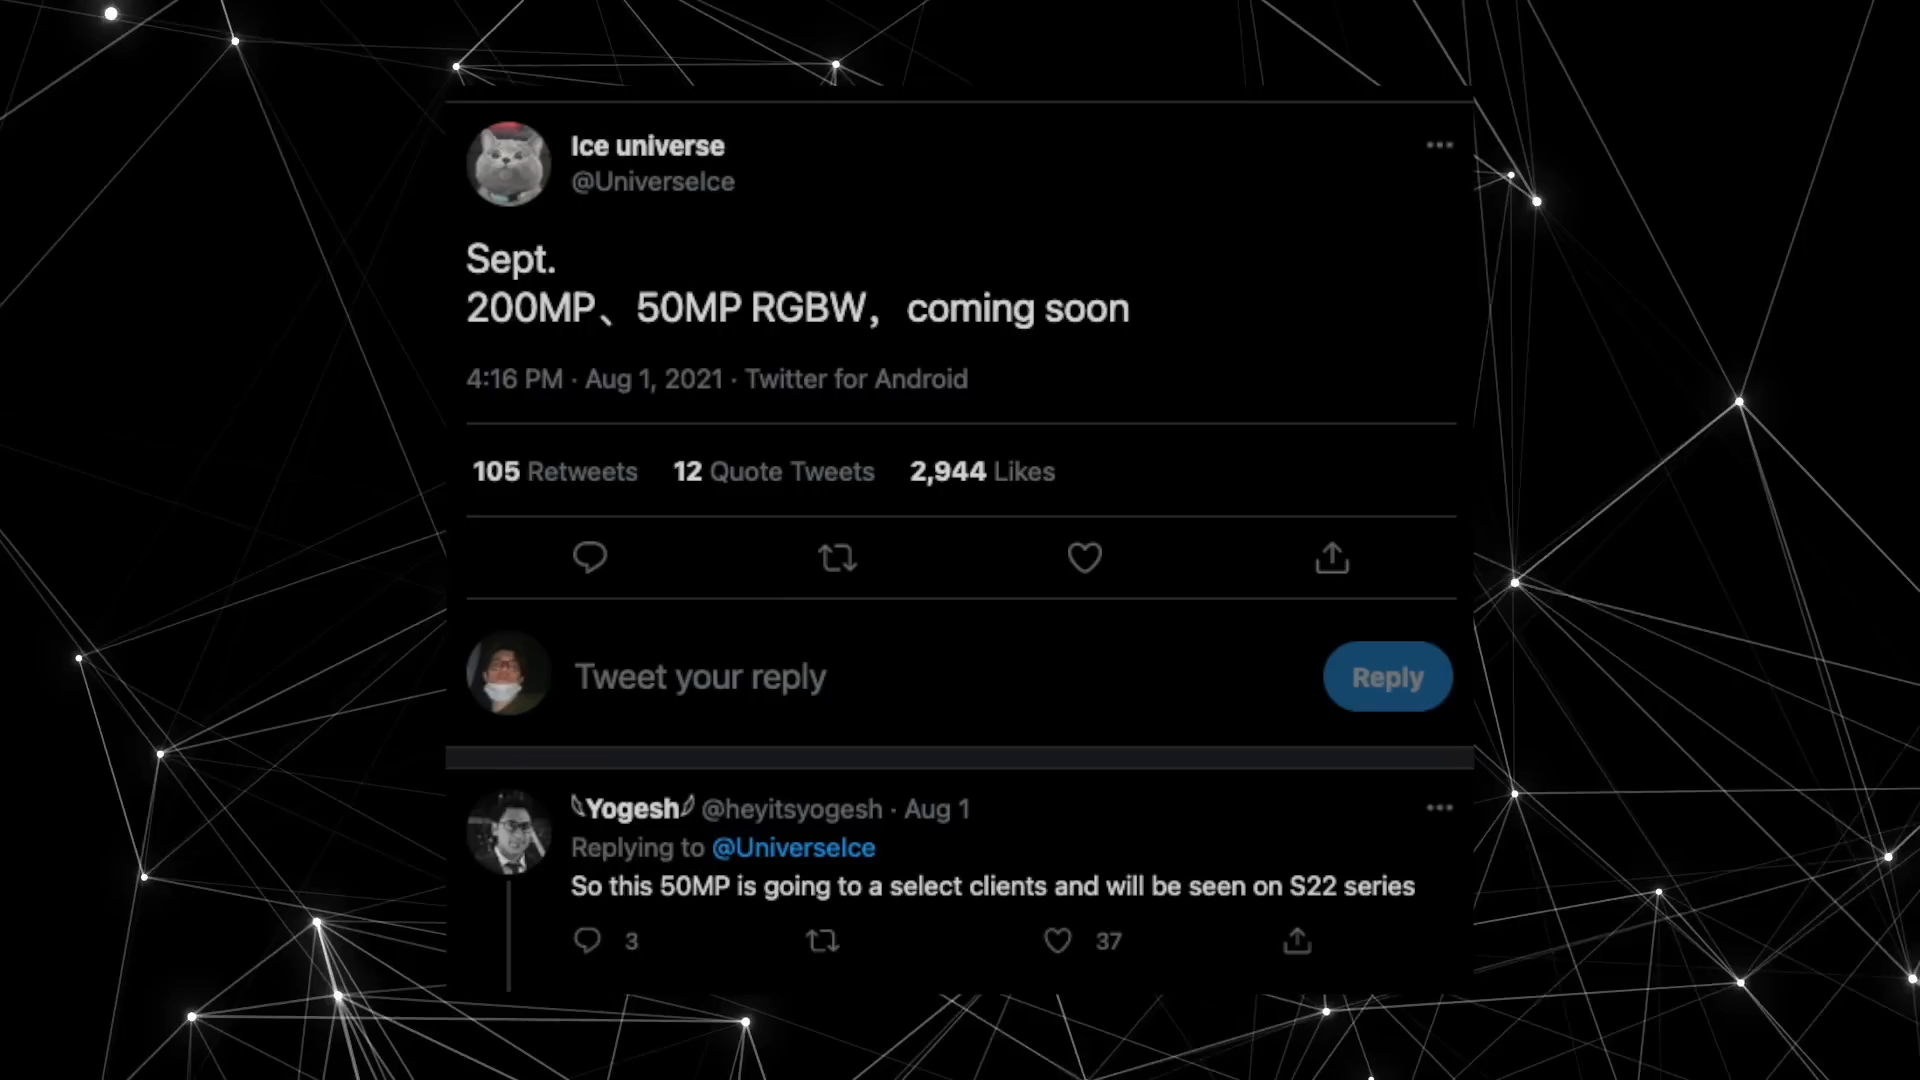 Ice universe
@UniverseIce
Sept.
200MP、50MP RGBW，coming soon
4:16 PM · Aug 1, 2021 · Twitter for Android
105 Retweets 12 Quote Tweets 2,944 Likes
Tweet your reply
Reply
Yogesh @heyitsyogesh · Aug 1
Replying to @UniverseIce
So this 50MP is going to a select clients and will be seen on S22 series
3 37